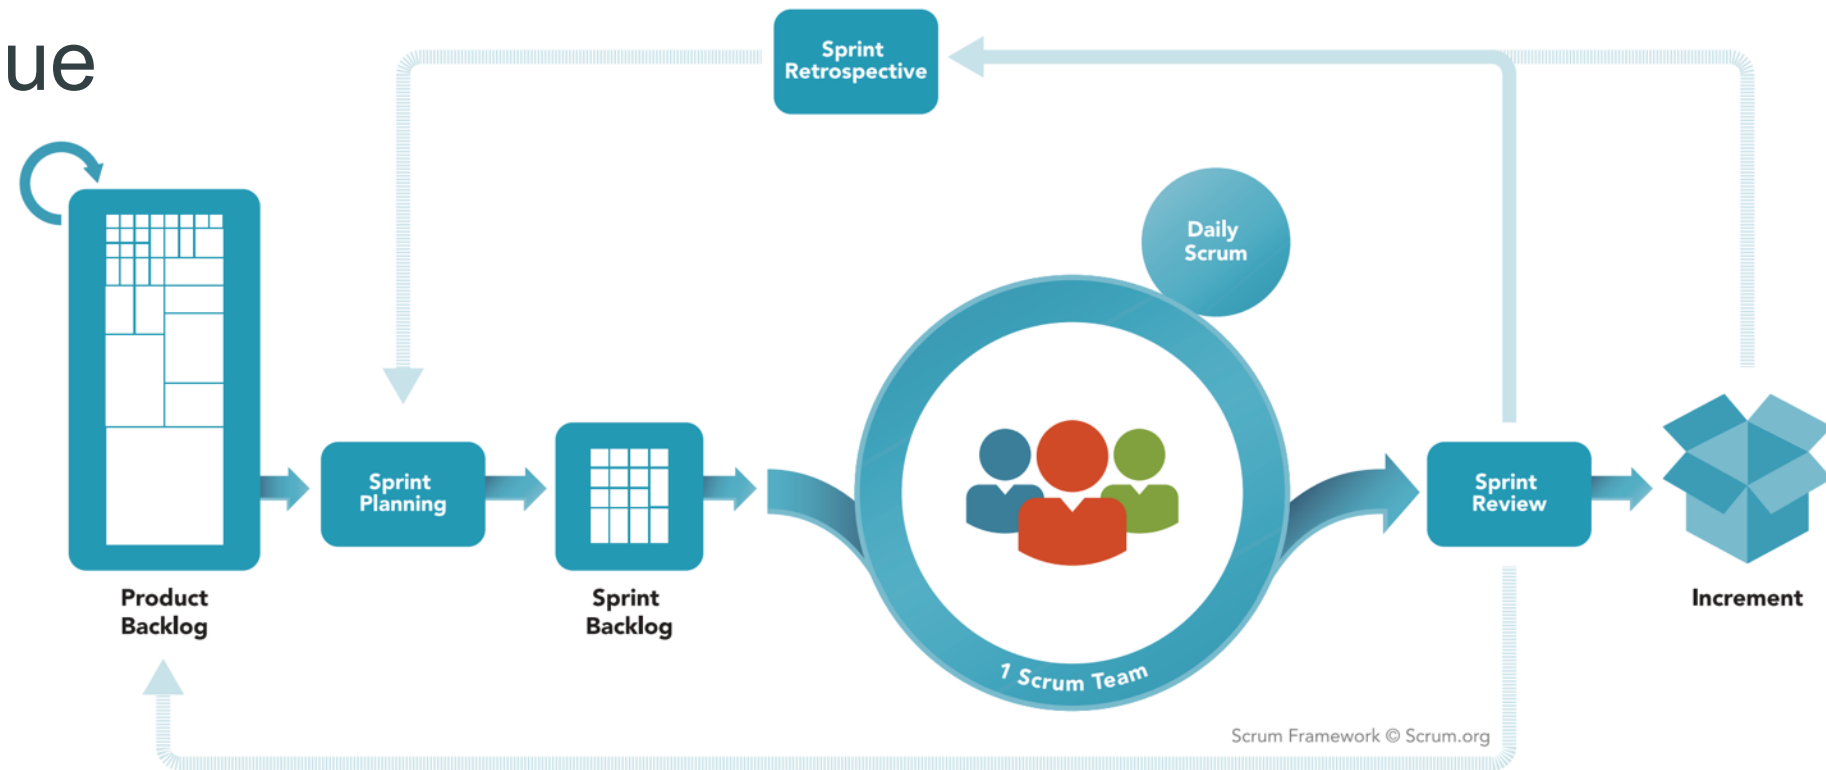 ue
Sprint
Retrospective
Daily
Scrum
Sprint
Planning
Sprint
Review
Product
Backlog
Sprint
Backlog
1 Scrum Team
Increment
Scrum Framework © Scrum.org